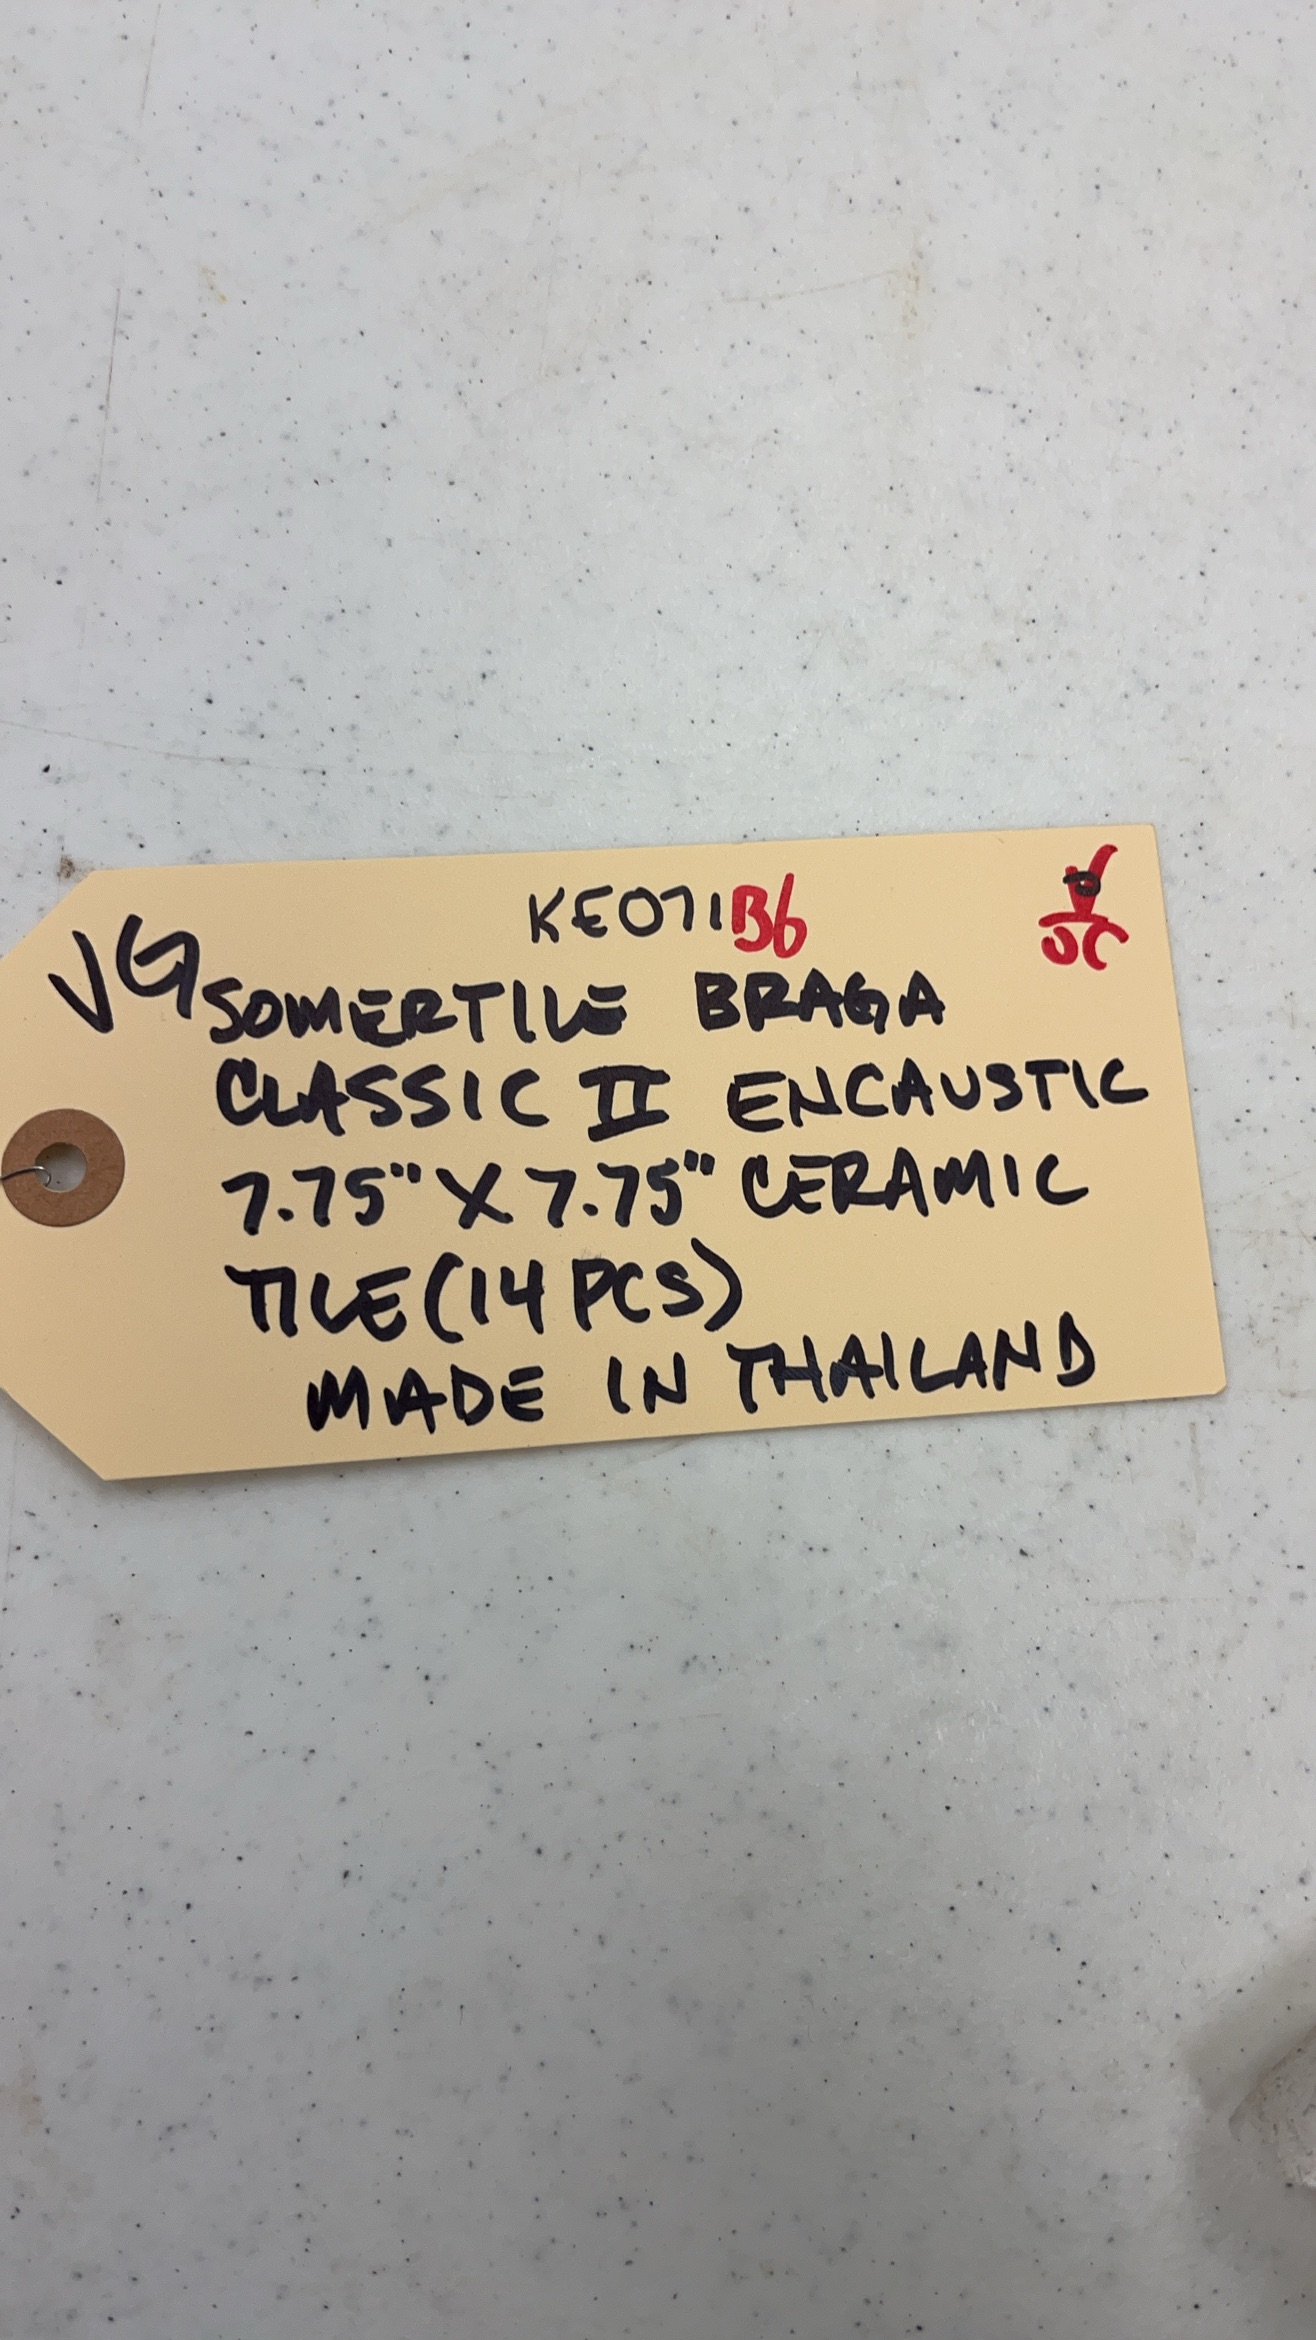 KE071B6
VG
SOMERTILE BRAGA
CLASSIC II ENCAUSTIC
7.75" X 7.75" CERAMIC
TILE (14 PCS)
MADE IN THAILAND